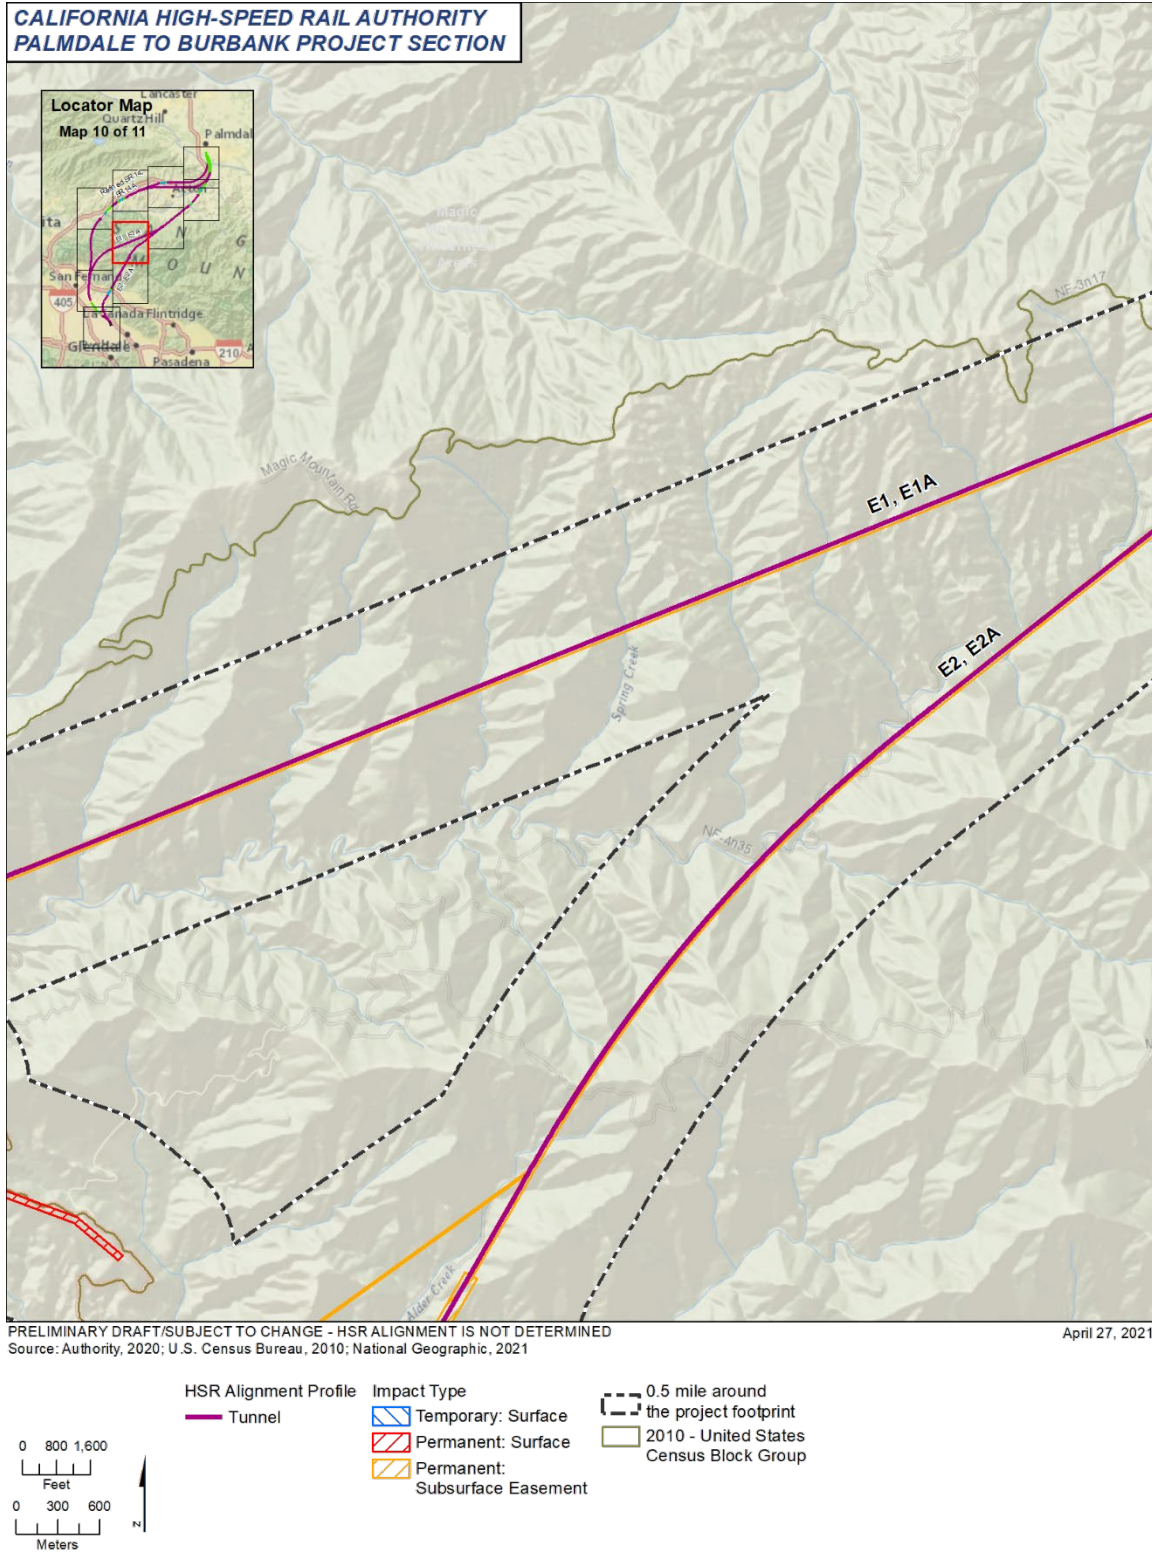 CALIFORNIA HIGH-SPEED RAIL AUTHORITY
PALMDALE TO BURBANK PROJECT SECTION
Locator Map
Map 10 of 11
Lancaster
Quartz Hill
Palmdal
Acton
ita
San Fernand
405
La Canada Flintridge
Glendale
Pasadena
210
Magic
NF-3n17
Magic Mountain Rd
E1, E1A
E2, E2A
Spring Creek
NF-4n35
Alder Creek
PRELIMINARY DRAFT/SUBJECT TO CHANGE - HSR ALIGNMENT IS NOT DETERMINED
April 27, 2021
Source: Authority, 2020; U.S. Census Bureau, 2010; National Geographic, 2021
HSR Alignment Profile
Tunnel
Impact Type
Temporary: Surface
Permanent: Surface
Permanent:
Subsurface Easement
0.5 mile around
the project footprint
2010 - United States
Census Block Group
0 800 1,600
Feet
0 300 600
Meters
N